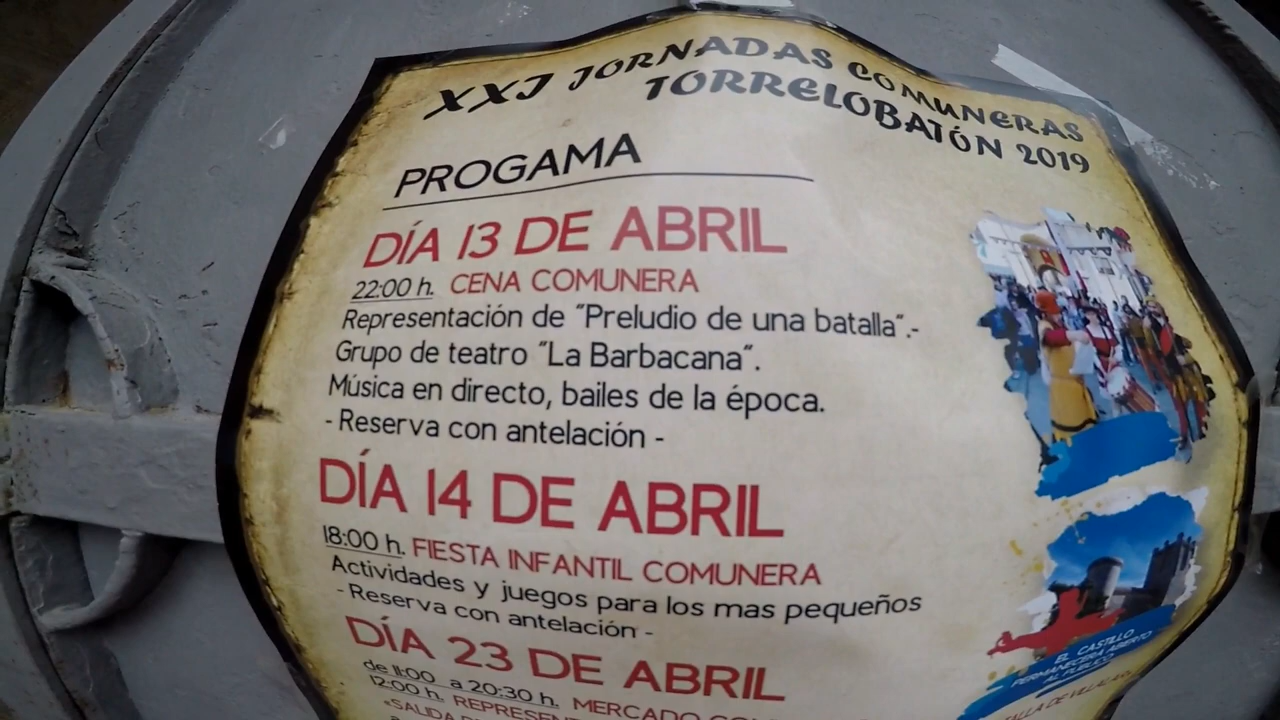 XXI JORNADAS COMUNERAS
TORRELOBATÓN 2019
PROGAMA
DÍA 13 DE ABRIL
22:00 h. CENA COMUNERA
Representación de "Preludio de una batalla".-
Grupo de teatro "La Barbacana".
Música en directo, bailes de la época.
- Reserva con antelación -
DÍA 14 DE ABRIL
18:00 h. FIESTA INFANTIL COMUNERA
Actividades y juegos para los mas pequeños
- Reserva con antelación -
DÍA 23 DE ABRIL
de 11:00 a 20:30 h. MERCADO
12:00 h.
EL CASTILLO
PERMANECERÁ ABIERTO
AL PÚBLICO